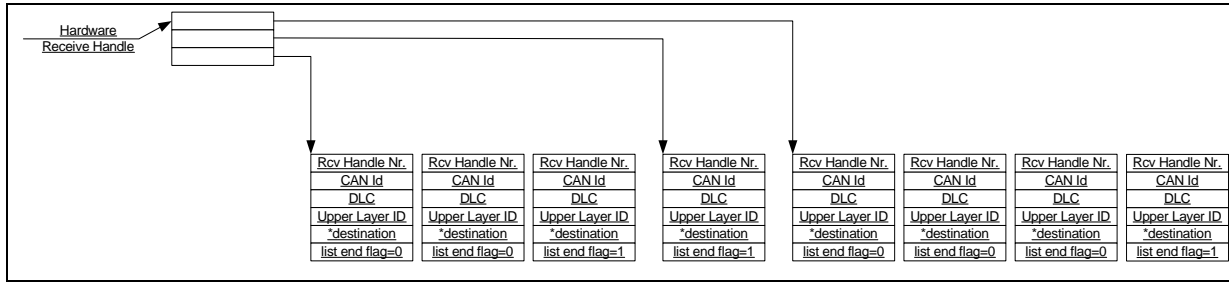 Hardware
Receive Handle
Rcv Handle Nr. Rcv Handle Nr. Rcv Handle Nr. Rcv Handle Nr. Rcv Handle Nr. Rcv Handle Nr. Rcv Handle Nr. Rcv Handle Nr.
CAN Id CAN Id CAN Id CAN Id CAN Id CAN Id CAN Id CAN Id
DLC DLC DLC DLC DLC DLC DLC DLC
Upper Layer ID Upper Layer ID Upper Layer ID Upper Layer ID Upper Layer ID Upper Layer ID Upper Layer ID Upper Layer ID
*destination *destination *destination *destination *destination *destination *destination *destination
list end flag=0 list end flag=0 list end flag=1 list end flag=1 list end flag=0 list end flag=0 list end flag=0 list end flag=1